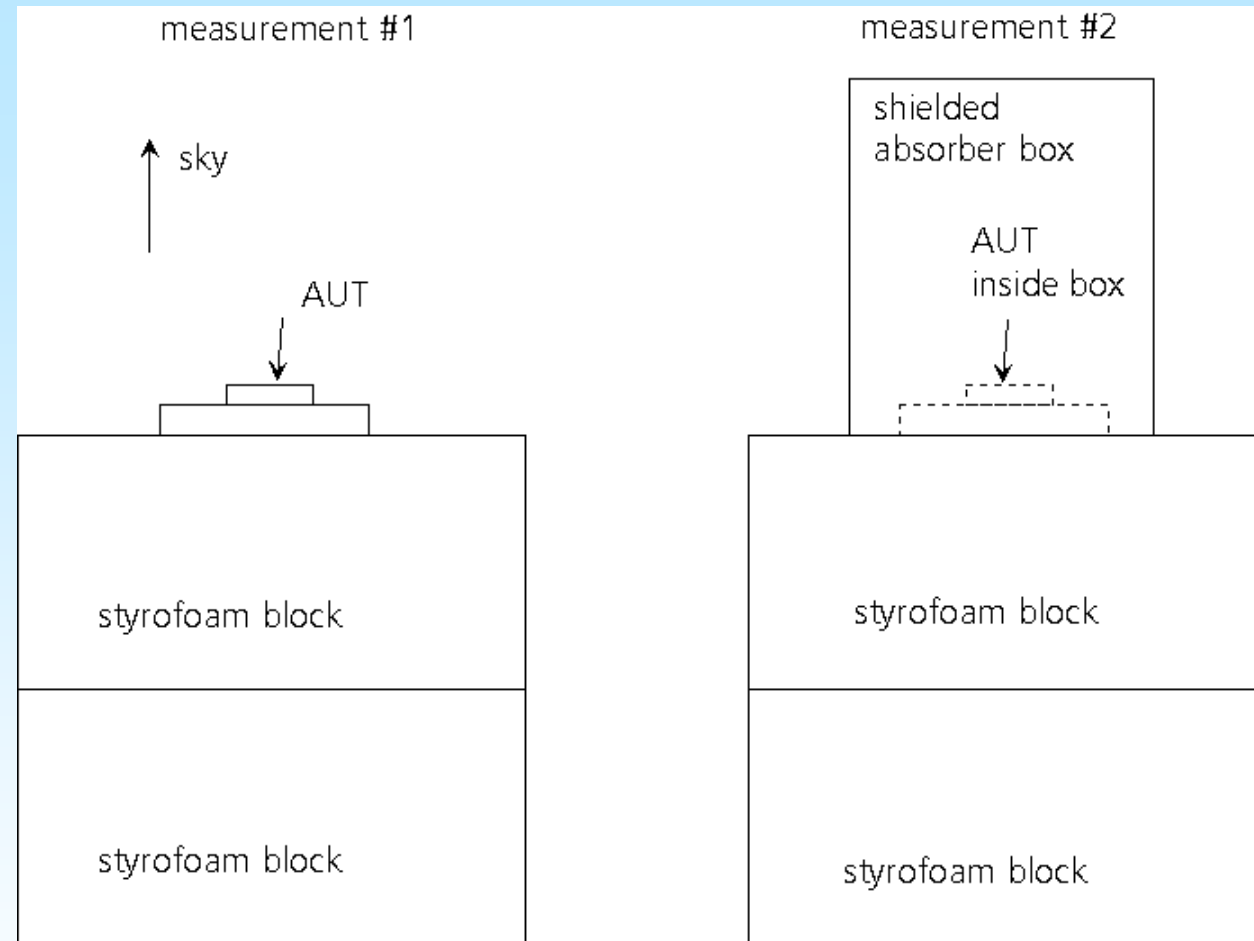 measurement #1
sky
AUT
styrofoam block
styrofoam block
measurement #2
shielded
absorber box
AUT
inside box
styrofoam block
styrofoam block